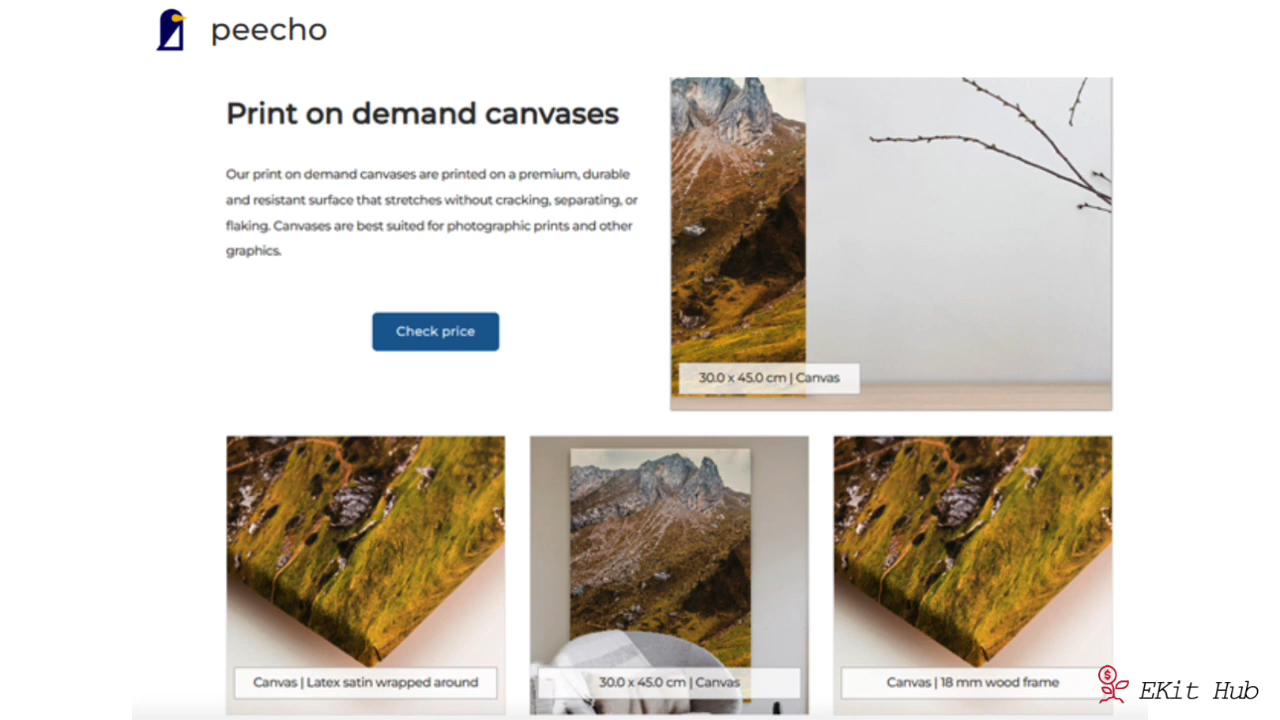 peecho
Print on demand canvases
Our print on demand canvases are printed on a premium, durable
and resistant surface that stretches without cracking, separating, or
flaking. Canvases are best suited for photographic prints and other
graphics.
Check price
30.0 x 45.0 cm | Canvas
Canvas | Latex satin wrapped around
30.0 x 45.0 cm | Canvas
Canvas | 18 mm wood frame
$
EKit Hub